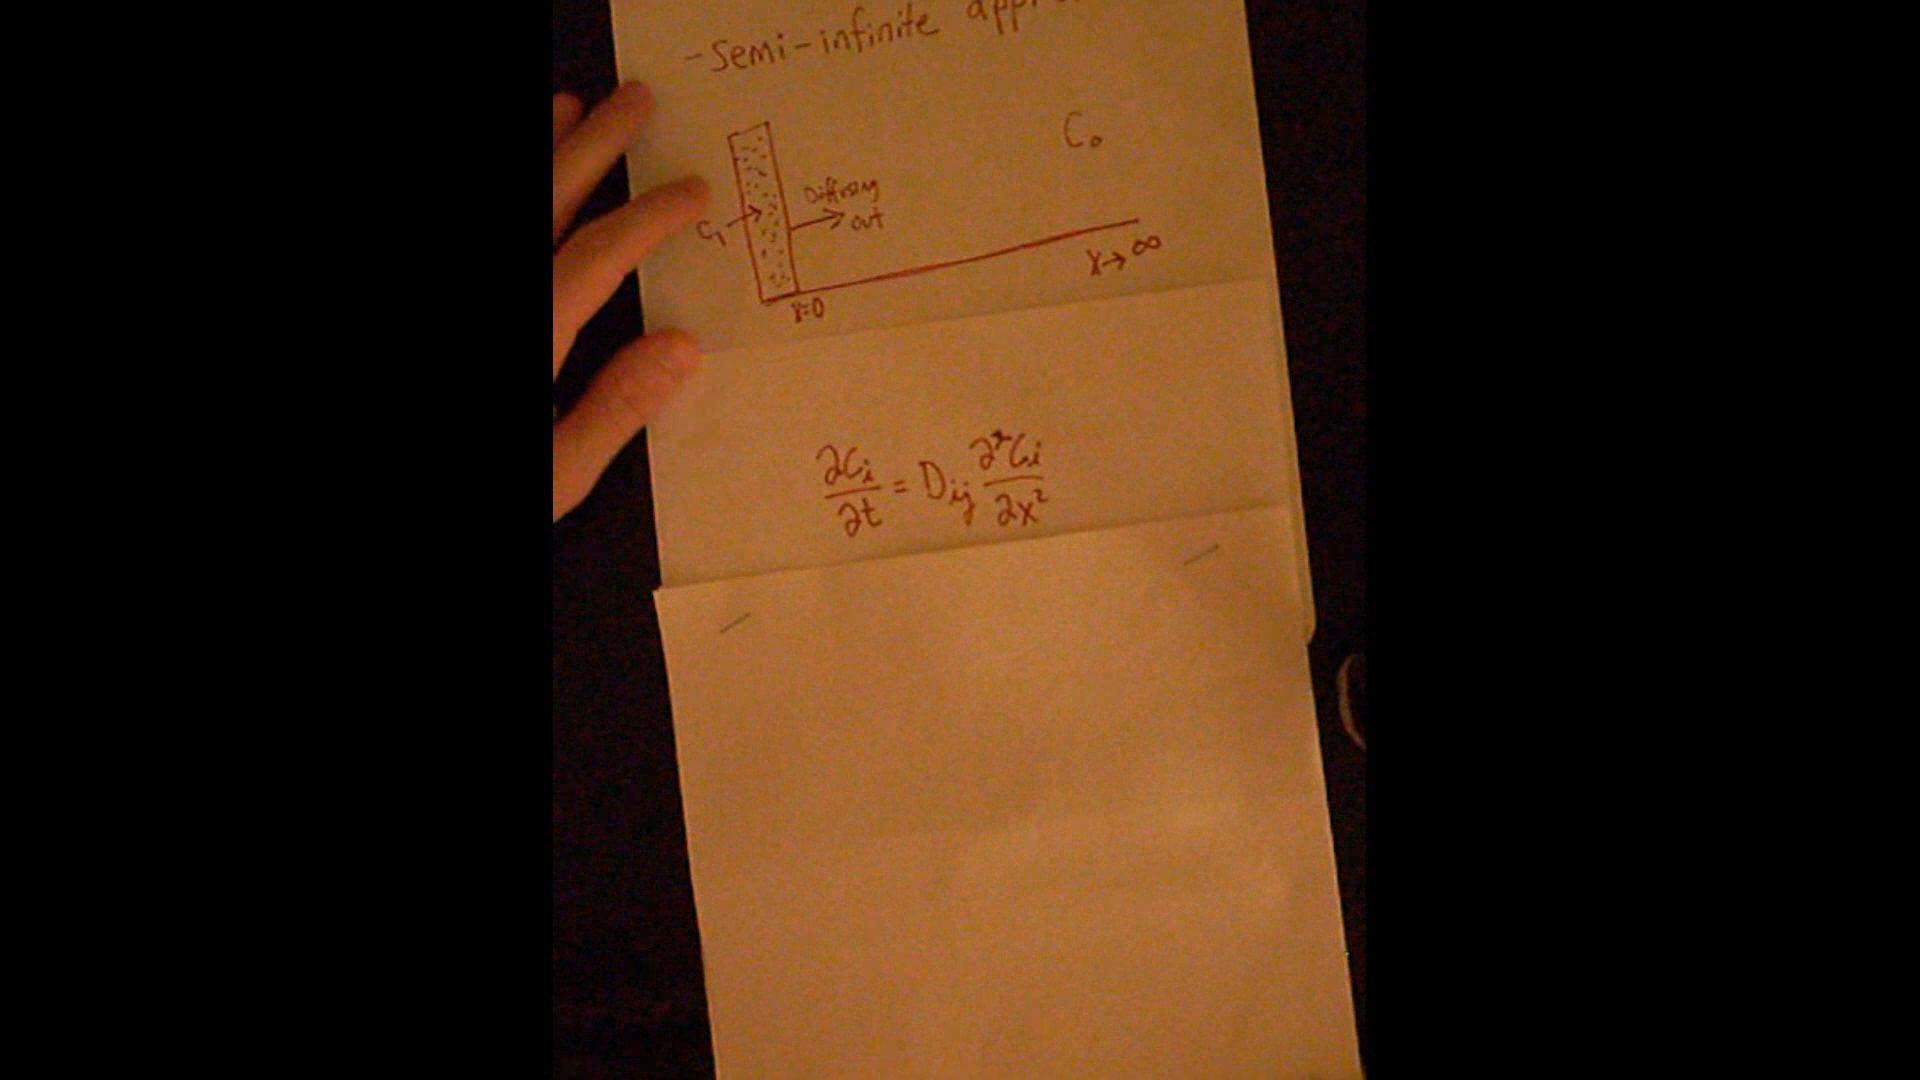 - Semi-infinite
C₀
Diffusing
out
C₁
x=0
x→∞
∂Cᵢ/∂t = Dᵢⱼ ∂²Cᵢ/∂x²